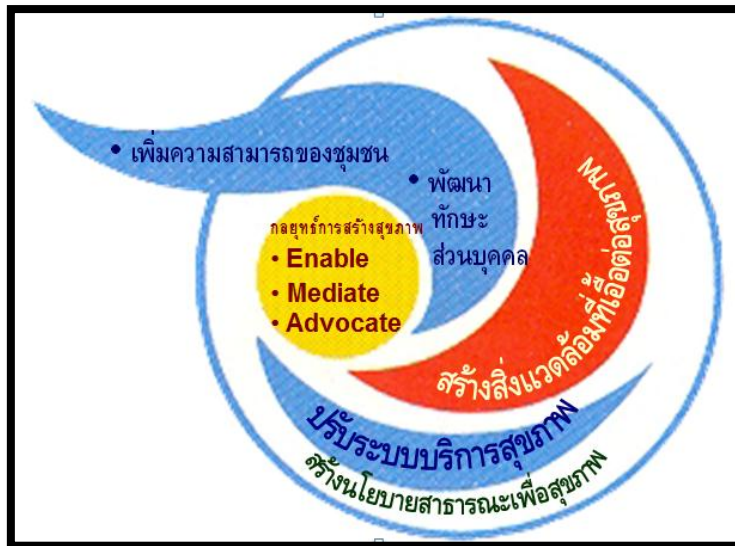 • เพิ่มความสามารถของชุมชน
• พัฒนา
ทักษะ
ส่วนบุคคล
กลยุทธ์การสร้างสุขภาพ
• Enable
• Mediate
• Advocate
สร้างสิ่งแวดล้อมที่เอื้อต่อสุขภาพ
ปรับระบบบริการสุขภาพ
สร้างนโยบายสาธารณะเพื่อสุขภาพ